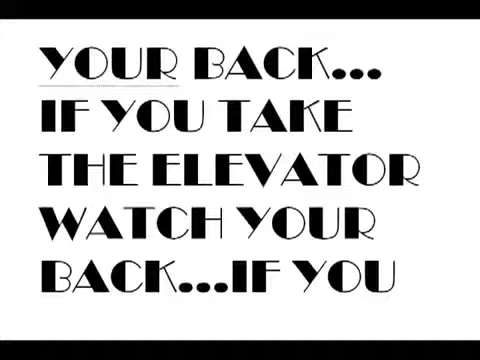 YOUR BACK...
IF YOU TAKE
THE ELEVATOR
WATCH YOUR
BACK...IF YOU